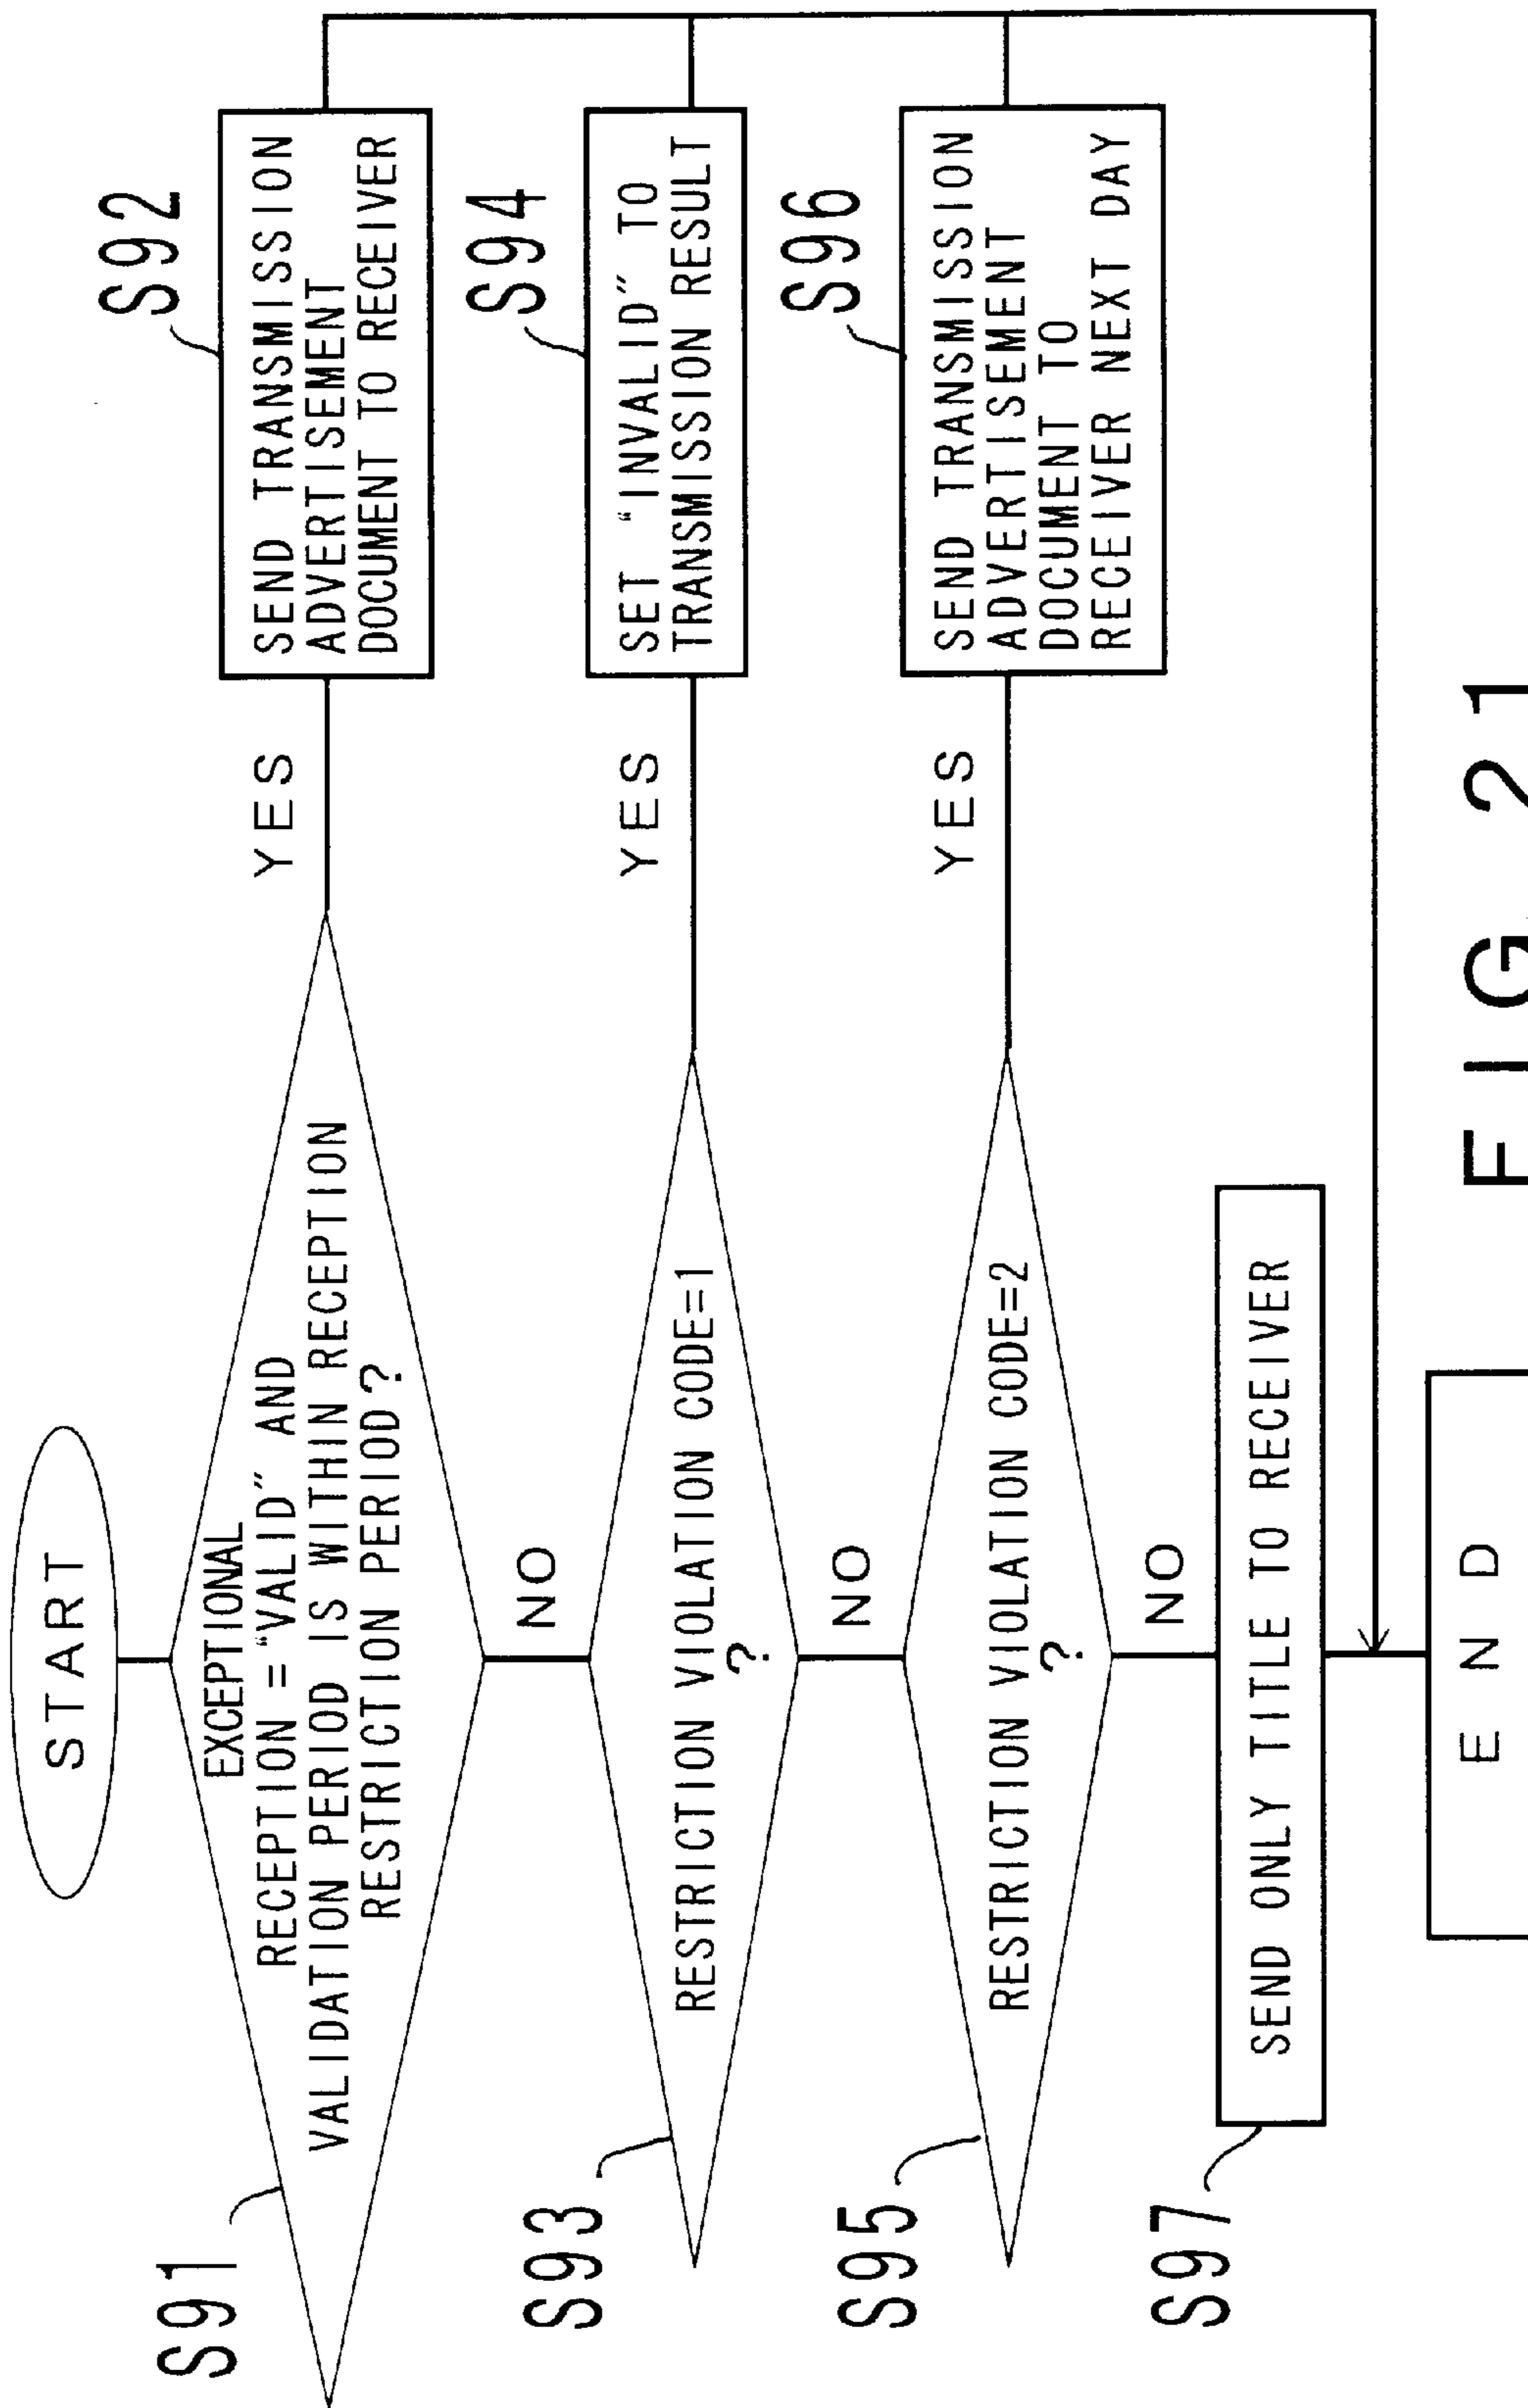 START
S91
EXCEPTIONAL
RECEPTION = "VALID" AND
VALIDATION PERIOD IS WITHIN RECEPTION
RESTRICTION PERIOD?
YES
S92
SEND TRANSMISSION
ADVERTISEMENT
DOCUMENT TO RECEIVER
NO
S93
RESTRICTION VIOLATION CODE=1
?
YES
S94
SET "INVALID" TO
TRANSMISSION RESULT
NO
S95
RESTRICTION VIOLATION CODE=2
?
YES
S96
SEND TRANSMISSION
ADVERTISEMENT
DOCUMENT TO
RECEIVER NEXT DAY
NO
S97
SEND ONLY TITLE TO RECEIVER
END
FIG. 21